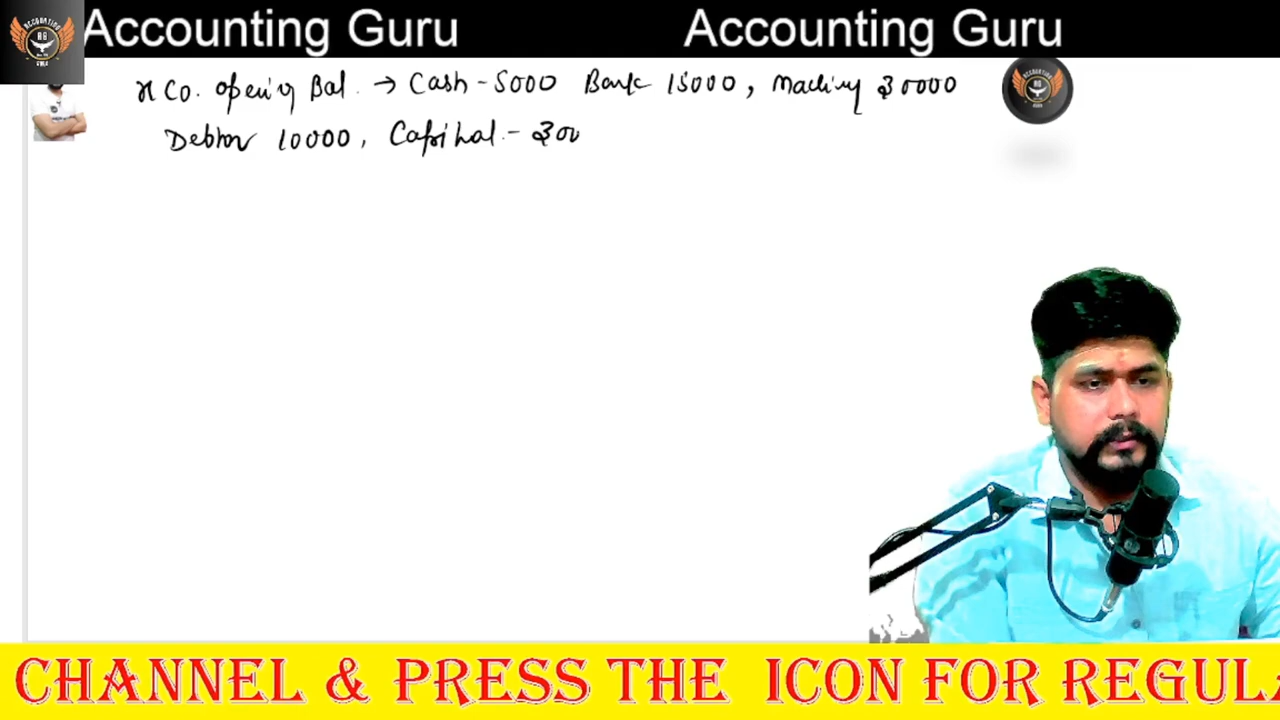 Accounting Guru Accounting Guru
x Co. opening Bal. → Cash - 5000 Bank 15000, Machinery 30000
Debtor 10000, Capital - 300
CHANNEL & PRESS THE ICON FOR REGUL